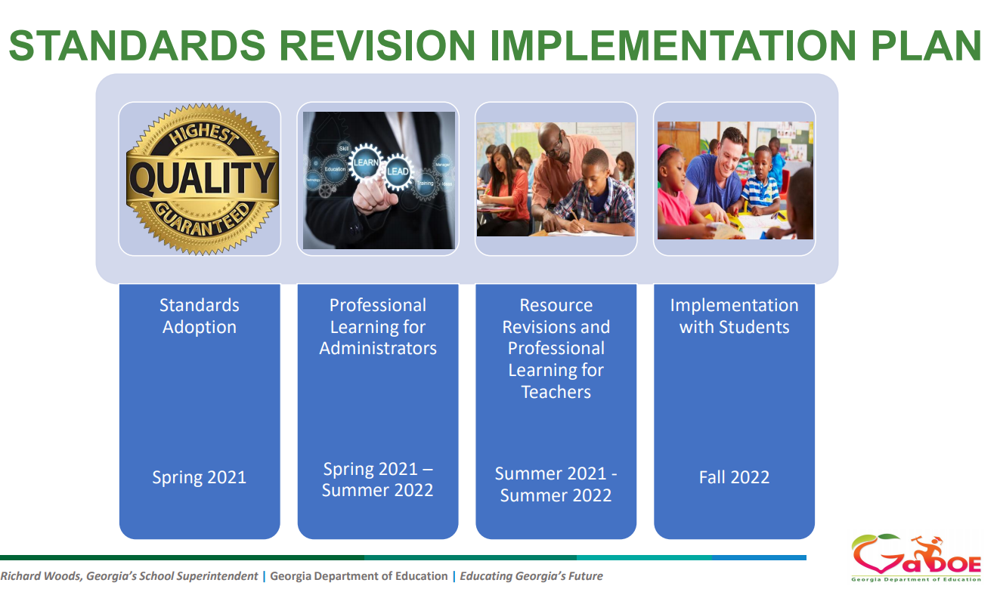 STANDARDS REVISION IMPLEMENTATION PLAN
HIGHEST
QUALITY
GUARANTEED
Skill
Education
LEARN
LEAD
Training
Manager
Ideas
Technology
Standards
Adoption
Spring 2021
Professional
Learning for
Administrators
Spring 2021 –
Summer 2022
Resource
Revisions and
Professional
Learning for
Teachers
Summer 2021 -
Summer 2022
Implementation
with Students
Fall 2022
Richard Woods, Georgia's School Superintendent | Georgia Department of Education | Educating Georgia's Future
GaDOE
Georgia Department of Education